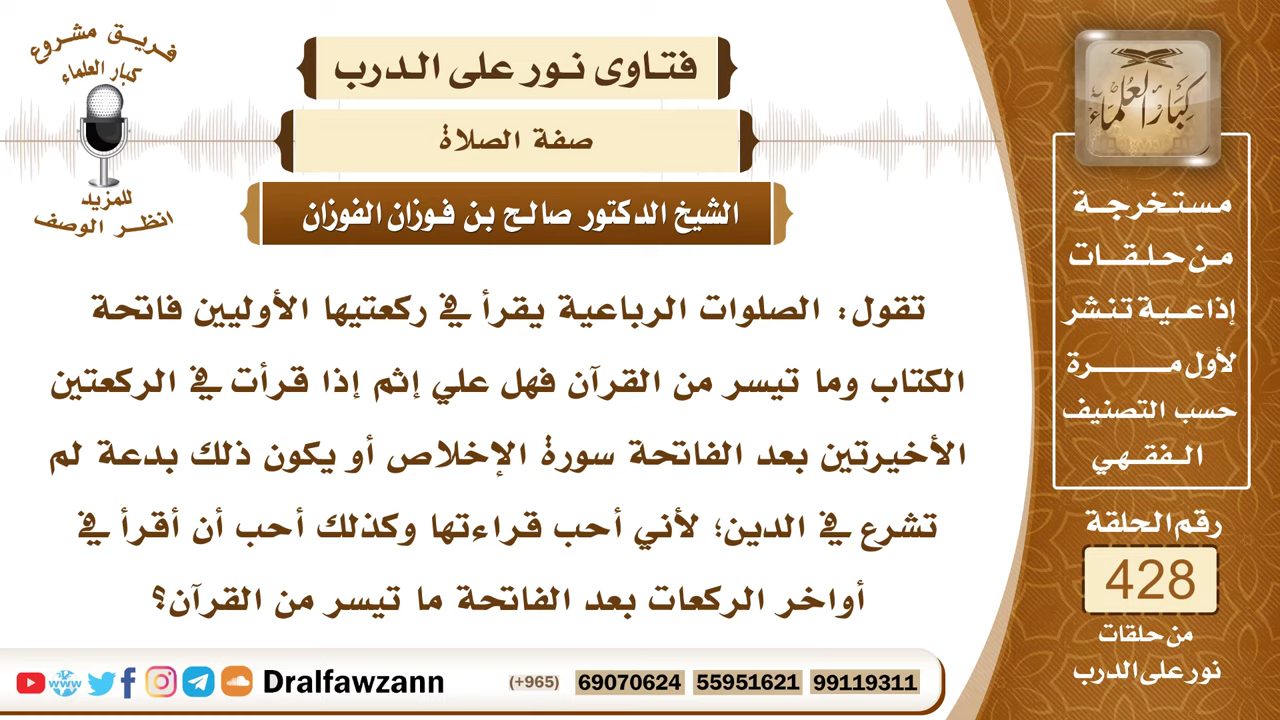 فريق مشروع
كبار العلماء
للمزيد
انظر الوصف
فتاوى نور على الدرب
صفة الصلاة
الشيخ الدكتور صالح بن فوزان الفوزان
تقول: الصلوات الرباعية يقرأ في ركعتيها الأوليين فاتحة
الكتاب وما تيسر من القرآن فهل علي إثم إذا قرأت في الركعتين
الأخيرتين بعد الفاتحة سورة الإخلاص أو يكون ذلك بدعة لم
تشرع في الدين؛ لأني أحب قراءتها وكذلك أحب أن أقرأ في
أواخر الركعات بعد الفاتحة ما تيسر من القرآن؟
كبار العلماء
مستخرجة
من حلقات
إذاعية تنشر
لأول مرة
حسب التصنيف
الفقهي
رقم الحلقة
428
من حلقات
نور على الدرب
www
Dralfawzann
(+965)
69070624
55951621
99119311